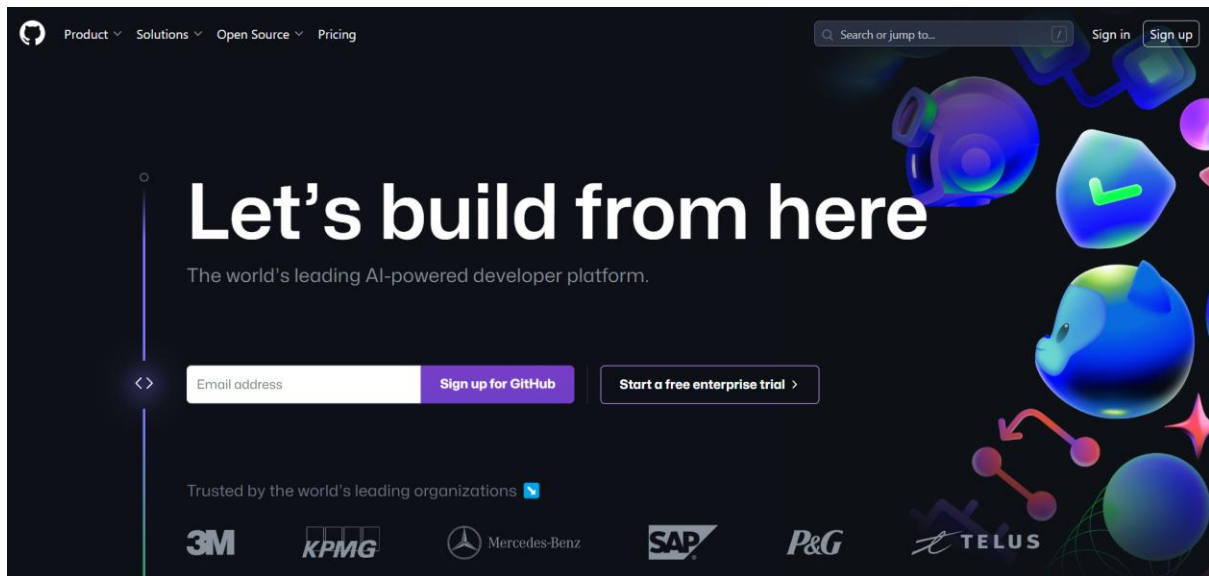 Product Solutions Open Source Pricing Search or jump to... / Sign in Sign up
Let’s build from here
The world's leading AI-powered developer platform.
<> Email address Sign up for GitHub Start a free enterprise trial >
Trusted by the world’s leading organizations ↘
3M KPMG Mercedes-Benz SAP P&G TELUS